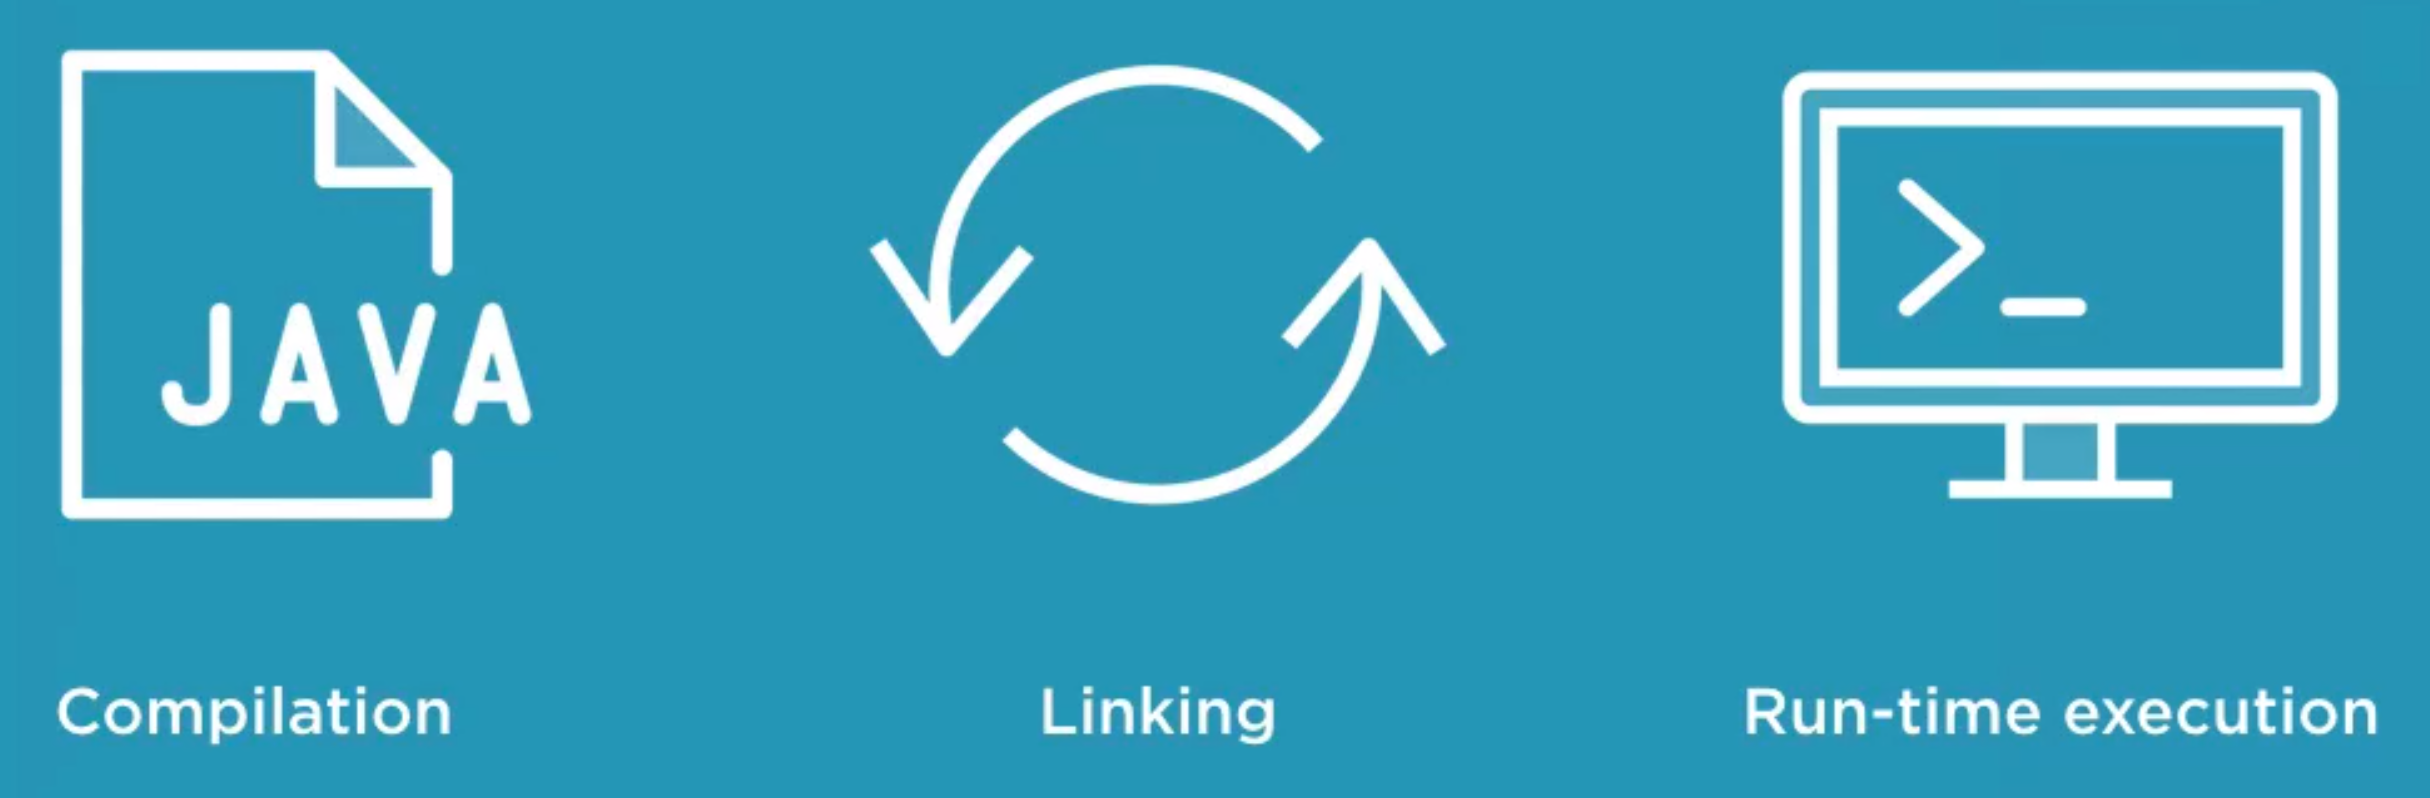 JAVA
>_
Compilation
Linking
Run-time execution